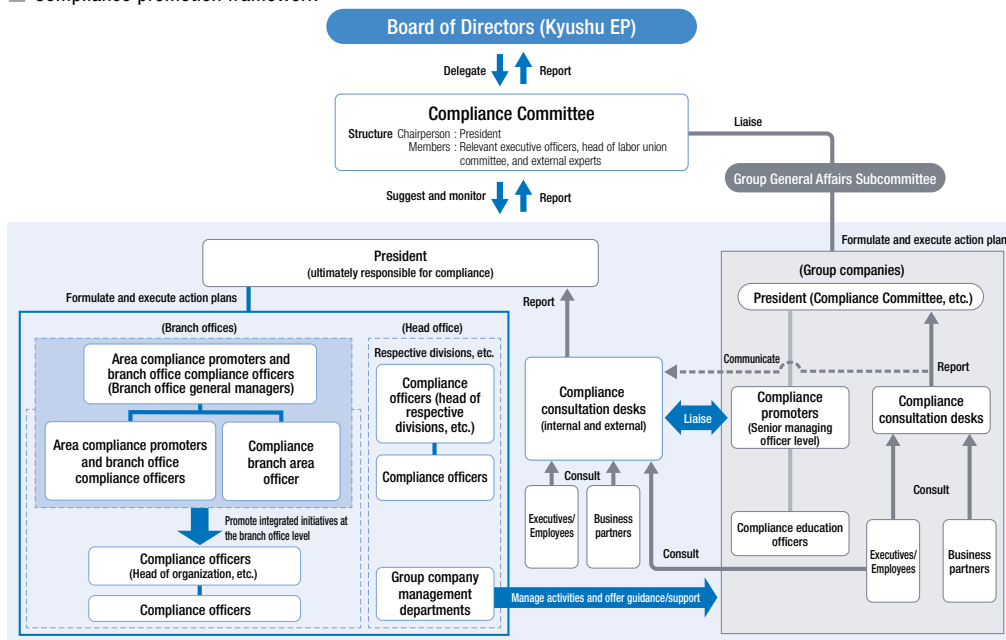 Compliance promotion framework
Board of Directors (Kyushu EP)
Delegate
Report
Compliance Committee
Structure Chairperson : President
Members : Relevant executive officers, head of labor union
committee, and external experts
Liaise
Group General Affairs Subcommittee
Suggest and monitor
Report
President
(ultimately responsible for compliance)
Formulate and execute action plans
(Branch offices)
Area compliance promoters and
branch office compliance officers
(Branch office general managers)
Area compliance promoters
and branch office
compliance officers
Compliance
branch area
officer
Promote integrated initiatives at
the branch office level
Compliance officers
(Head of organization, etc.)
Compliance officers
(Head office)
Respective divisions, etc.
Compliance
officers (head of
respective
divisions, etc.)
Compliance officers
Group company
management
departments
Manage activities and offer guidance/support
Report
Compliance
consultation desks
(internal and external)
Consult
Executives/
Employees
Business
partners
Liaise
Communicate
Consult
Formulate and execute action plan
(Group companies)
President (Compliance Committee, etc.)
Report
Compliance
promoters
(Senior managing
officer level)
Compliance
consultation desks
Compliance education
officers
Consult
Executives/
Employees
Business
partners